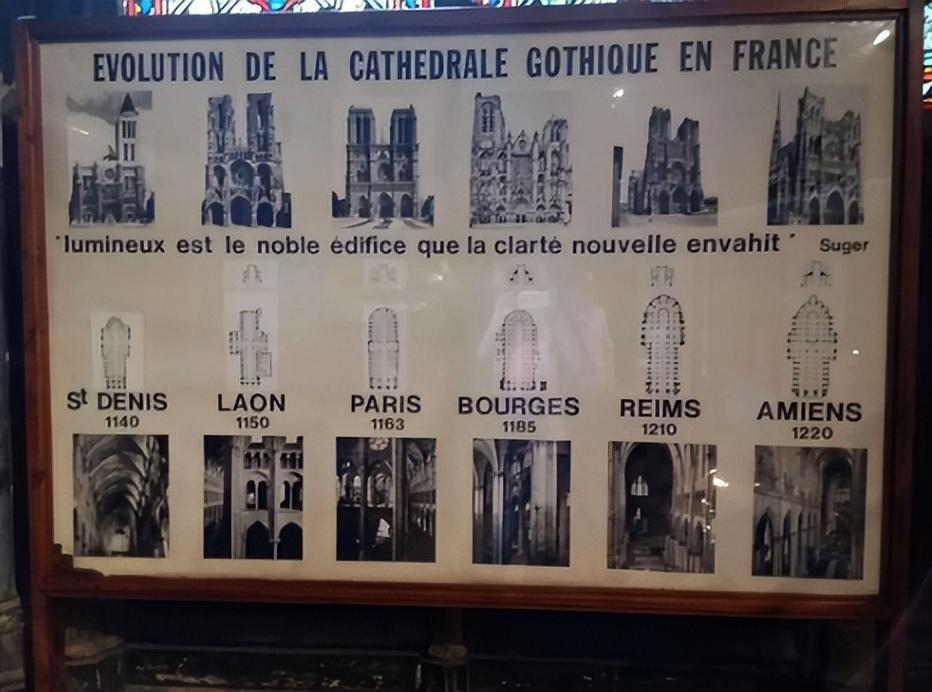 EVOLUTION DE LA CATHEDRALE GOTHIQUE EN FRANCE
"lumineux est le noble édifice que la clarté nouvelle envahit" Suger
St DENIS LAON PARIS BOURGES REIMS AMIENS
1140 1150 1163 1185 1210 1220